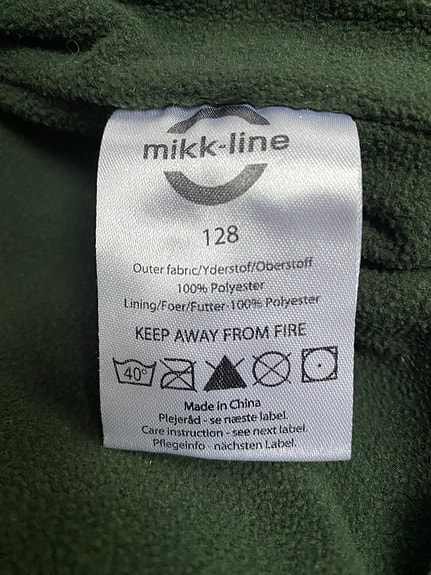 mikk-line
128
Outer fabric/Yderstof/Oberstoff
100% Polyester
Lining/Foer/Futter 100% Polyester
KEEP AWAY FROM FIRE
40°
Made in China
Plejeråd - se næste label.
Care instruction - see next label.
Pflegeinfo - nächsten Label.